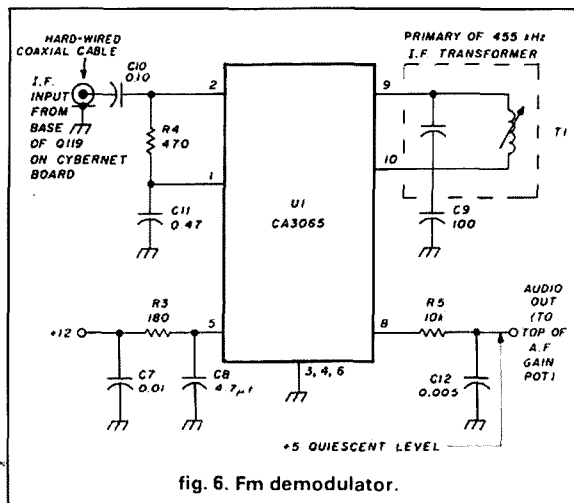 HARD-WIRED
COAXIAL CABLE
I.F.
INPUT
FROM
BASE
OF Q119
ON CYBERNET
BOARD
C10
0.10
R4
470
C11
0.47
2
1
U1
CA3065
9
10
PRIMARY OF 455 kHz
I.F. TRANSFORMER
T1
C9
100
+12
R3
180
5
C7
0.01
C8
4.7µf
3, 4, 6
8
R5
10k
C12
0.005
AUDIO
OUT
(TO
TOP OF
A.F
GAIN
POT)
+5 QUIESCENT LEVEL
fig. 6. Fm demodulator.